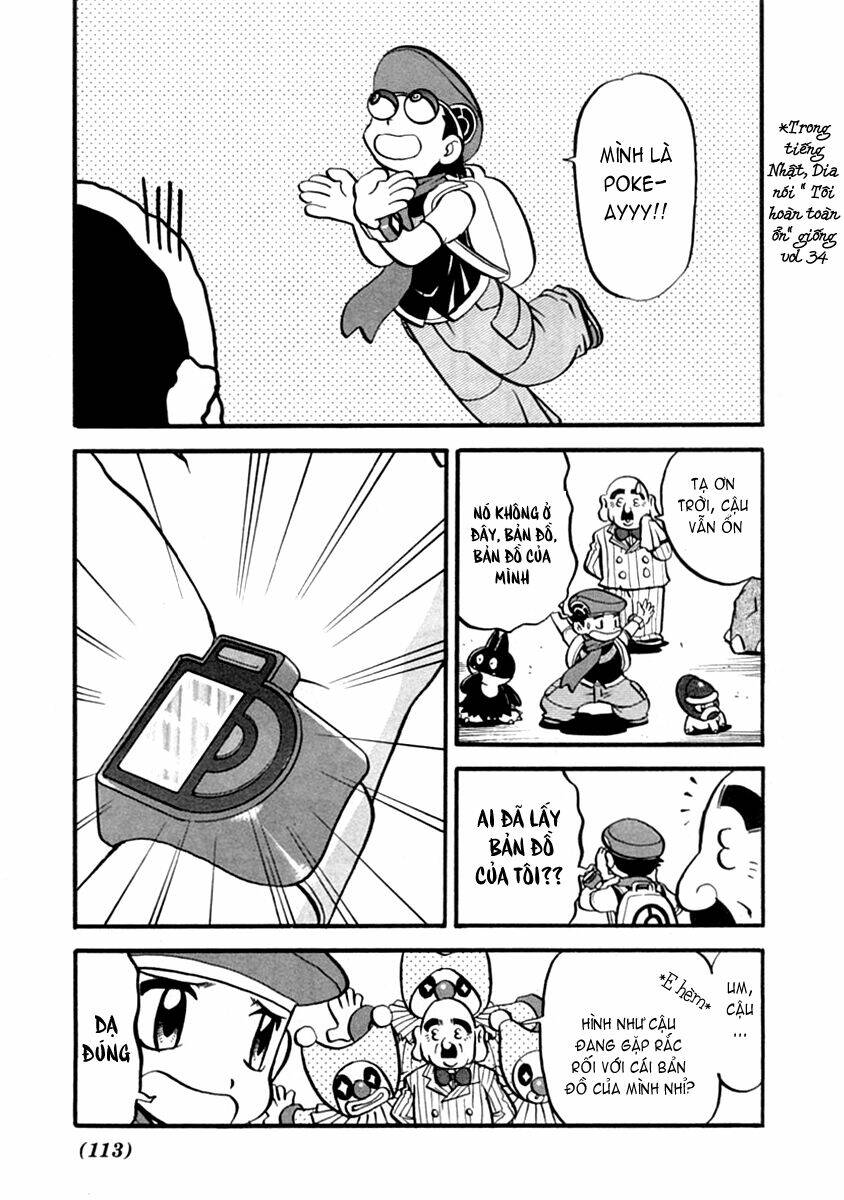 MÌNH LÀ
POKE-
AYYY!!
*Trong
tiếng
Nhật, Dia
nói " Tôi
hoàn toàn
ổn" giống
vol 34
TẠ ƠN
TRỜI, CẬU
VẪN ỔN
NÓ KHÔNG Ở
ĐÂY, BẢN ĐỒ,
BẢN ĐỒ CỦA
MÌNH
AI ĐÃ LẤY
BẢN ĐỒ
CỦA TÔI??
UM,
CẬU
...
*E hèm*
HÌNH NHƯ CẬU
ĐANG GẶP RẮC
RỐI VỚI CÁI BẢN
ĐỒ CỦA MÌNH NHỈ?
DẠ
ĐÚNG
(113)